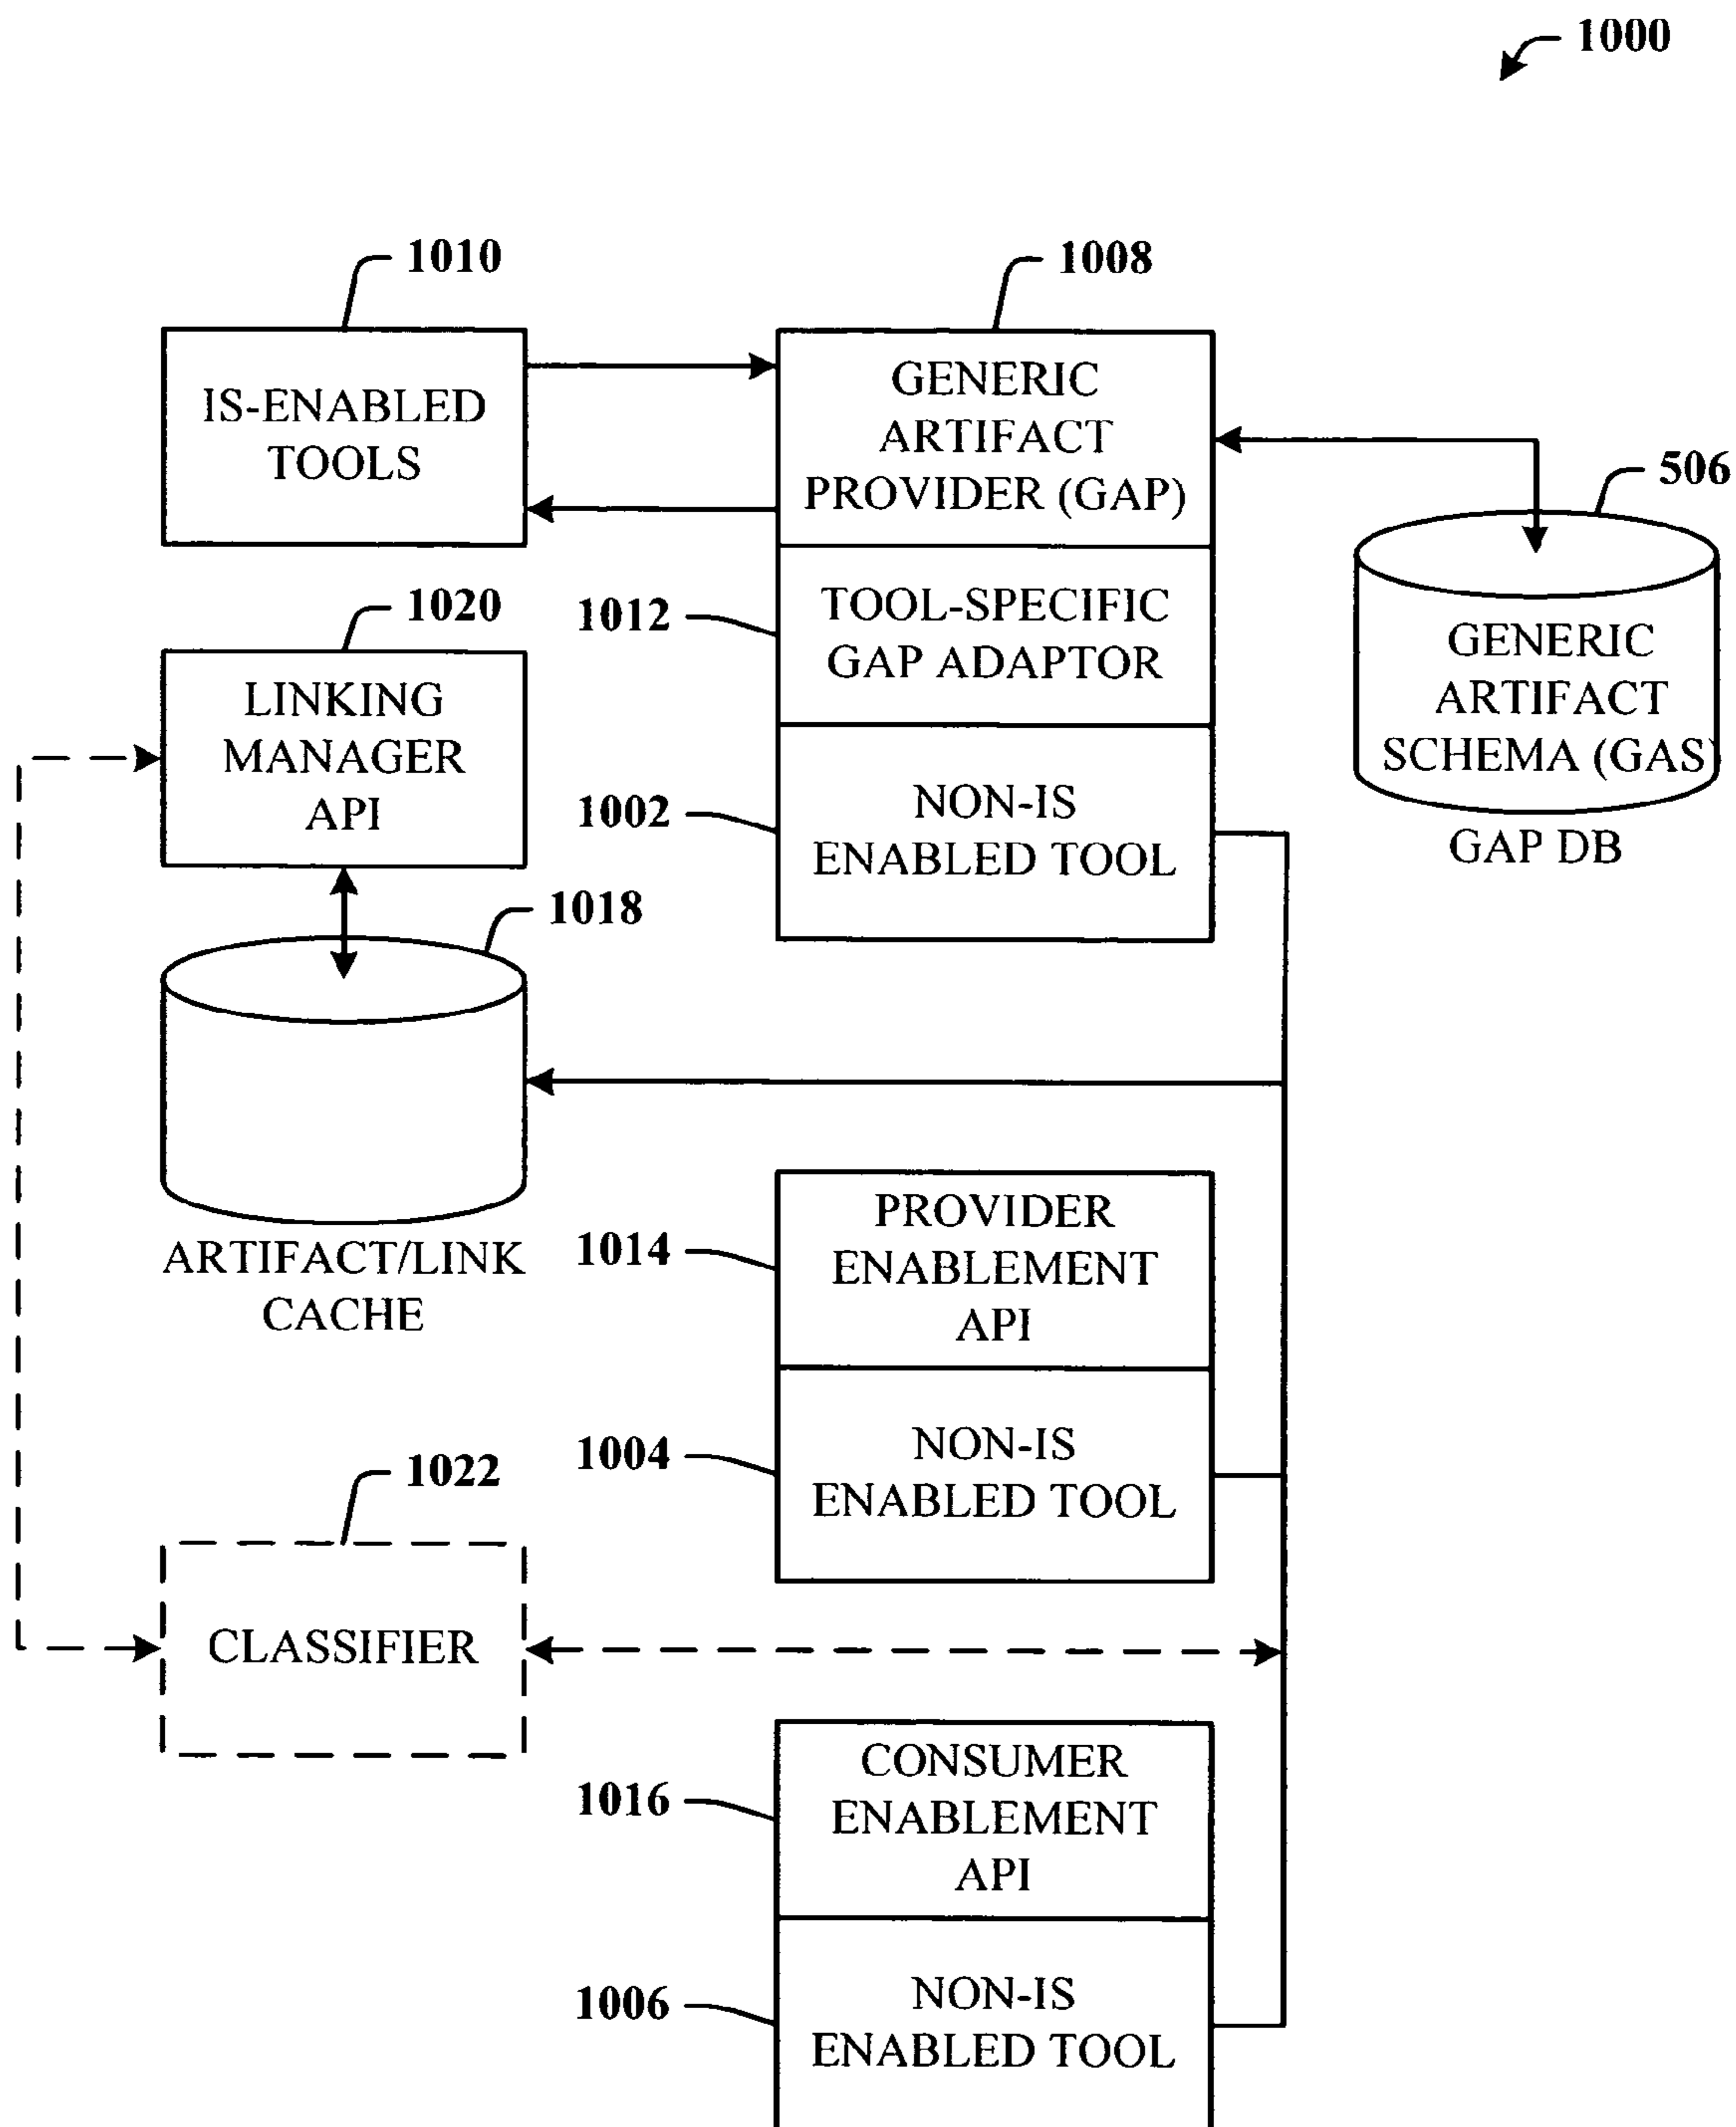 1000
1010
1008
IS-ENABLED
TOOLS
GENERIC
ARTIFACT
PROVIDER (GAP)
506
1020
1012
TOOL-SPECIFIC
GAP ADAPTOR
GENERIC
ARTIFACT
SCHEMA (GAS)
GAP DB
LINKING
MANAGER
API
1002
NON-IS
ENABLED TOOL
1018
ARTIFACT/LINK
CACHE
1014
PROVIDER
ENABLEMENT
API
1004
NON-IS
ENABLED TOOL
1022
CLASSIFIER
1016
CONSUMER
ENABLEMENT
API
1006
NON-IS
ENABLED TOOL